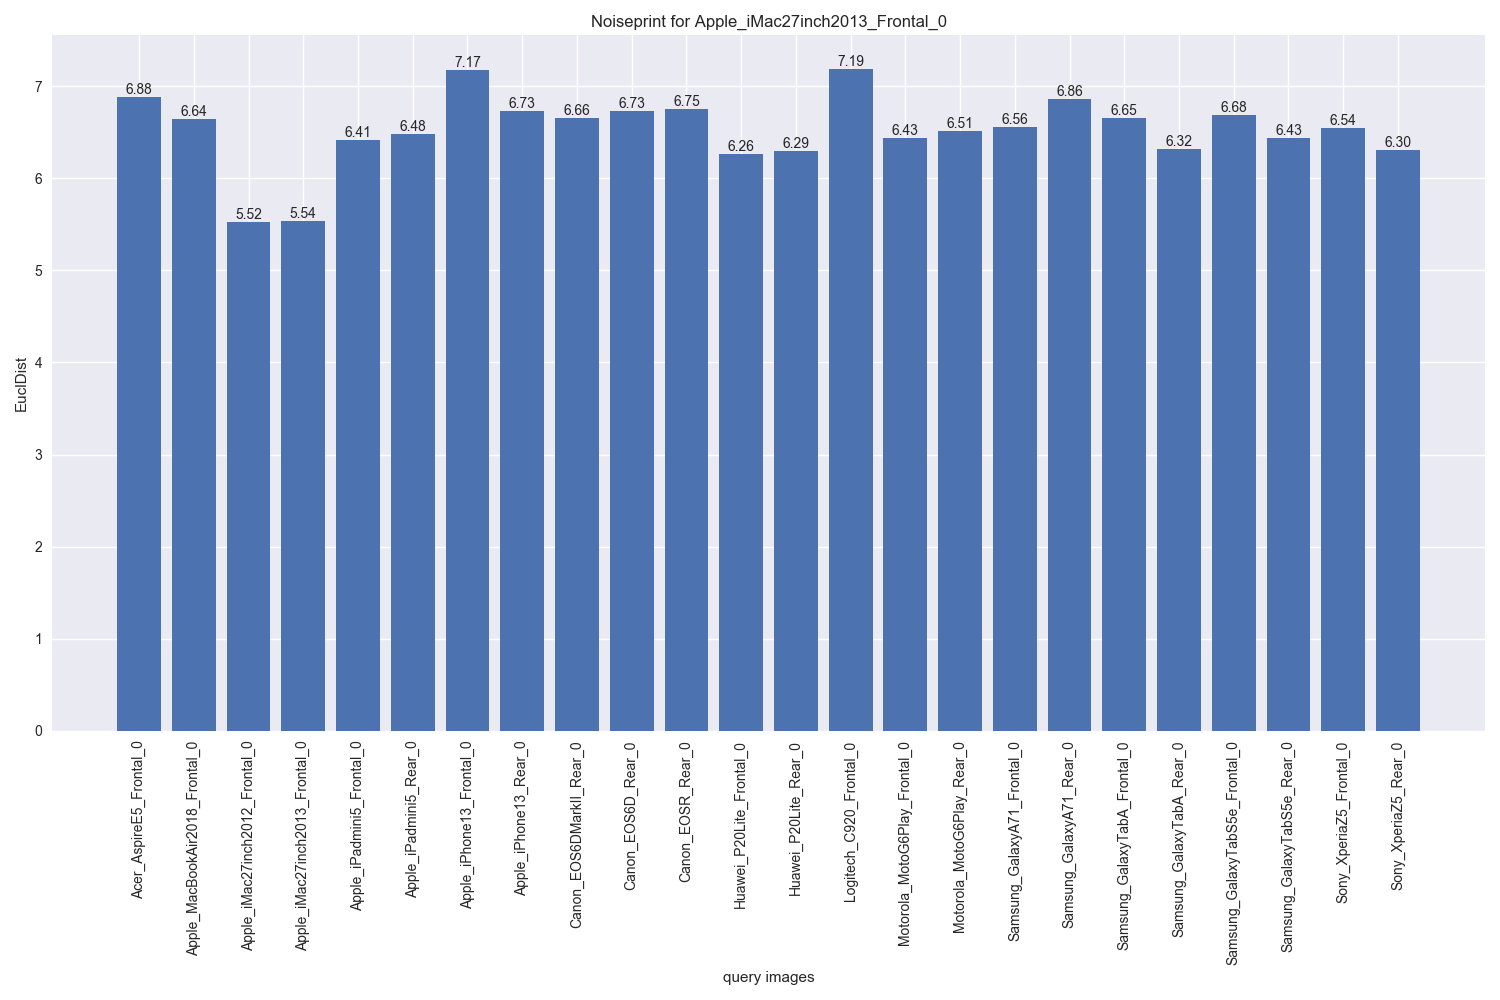 Noiseprint for Apple_iMac27inch2013_Frontal_0
EuclDist
7
6
5
4
3
2
1
0
6.88
6.64
5.52
5.54
6.41
6.48
7.17
6.73
6.66
6.73
6.75
6.26
6.29
7.19
6.43
6.51
6.56
6.86
6.65
6.32
6.68
6.43
6.54
6.30
Acer_AspireE5_Frontal_0
Apple_MacBookAir2018_Frontal_0
Apple_iMac27inch2012_Frontal_0
Apple_iMac27inch2013_Frontal_0
Apple_iPadmini5_Frontal_0
Apple_iPadmini5_Rear_0
Apple_iPhone13_Frontal_0
Apple_iPhone13_Rear_0
Canon_EOS6DMarkII_Rear_0
Canon_EOS6D_Rear_0
Canon_EOSR_Rear_0
Huawei_P20Lite_Frontal_0
Huawei_P20Lite_Rear_0
Logitech_C920_Frontal_0
Motorola_MotoG6Play_Frontal_0
Motorola_MotoG6Play_Rear_0
Samsung_GalaxyA71_Frontal_0
Samsung_GalaxyA71_Rear_0
Samsung_GalaxyTabA_Frontal_0
Samsung_GalaxyTabA_Rear_0
Samsung_GalaxyTabS5e_Frontal_0
Samsung_GalaxyTabS5e_Rear_0
Sony_XperiaZ5_Frontal_0
Sony_XperiaZ5_Rear_0
query images